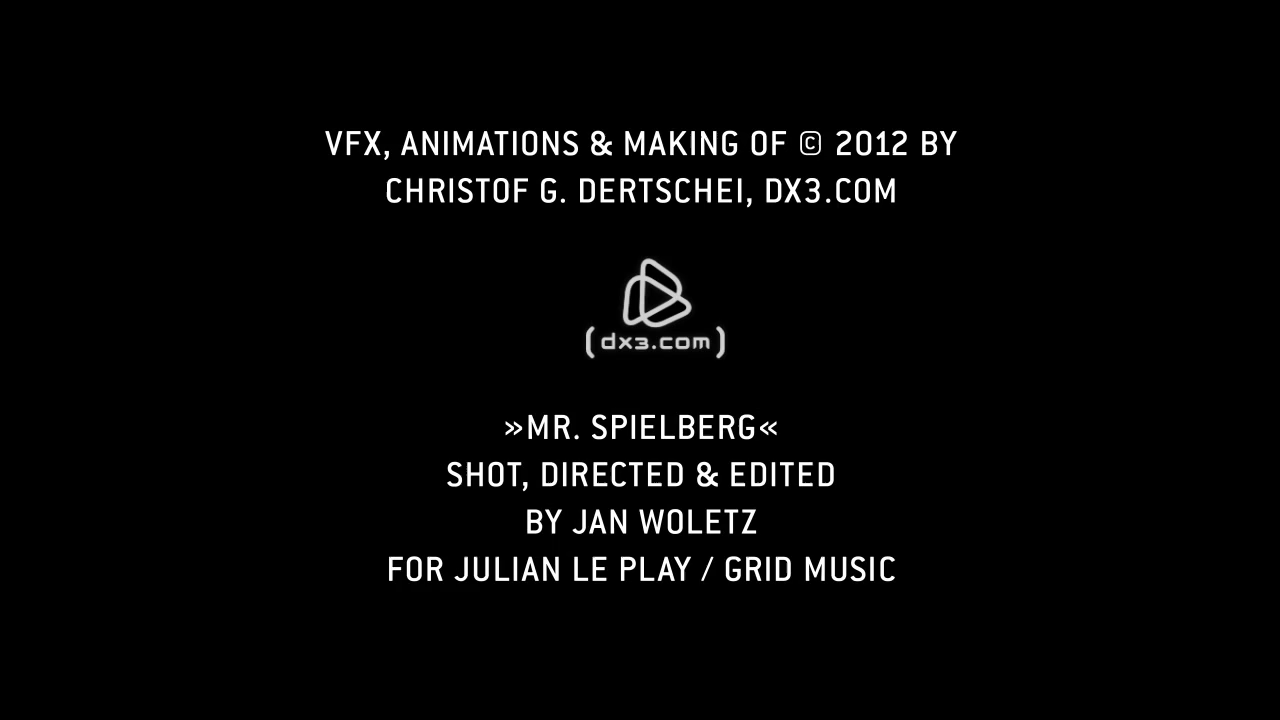 VFX, ANIMATIONS & MAKING OF © 2012 BY
CHRISTOF G. DERTSCHEI, DX3.COM
(dx3.com)
»MR. SPIELBERG«
SHOT, DIRECTED & EDITED
BY JAN WOLETZ
FOR JULIAN LE PLAY / GRID MUSIC